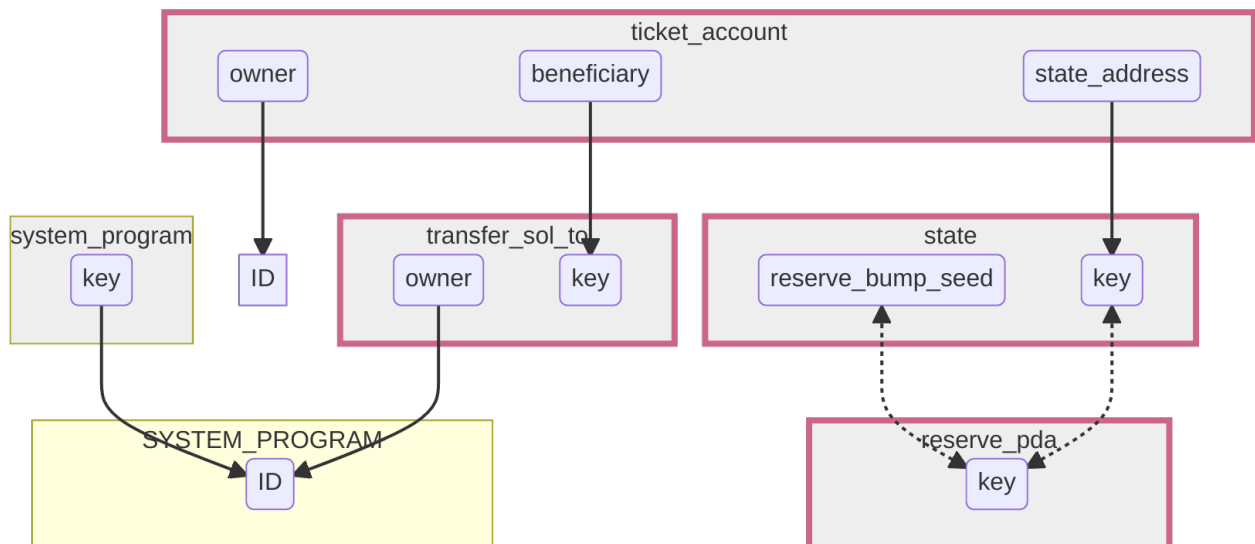 ticket_account
owner
beneficiary
state_address
system_program
key
ID
transfer_sol_to
owner
key
state
reserve_bump_seed
key
SYSTEM_PROGRAM
ID
reserve_pda
key